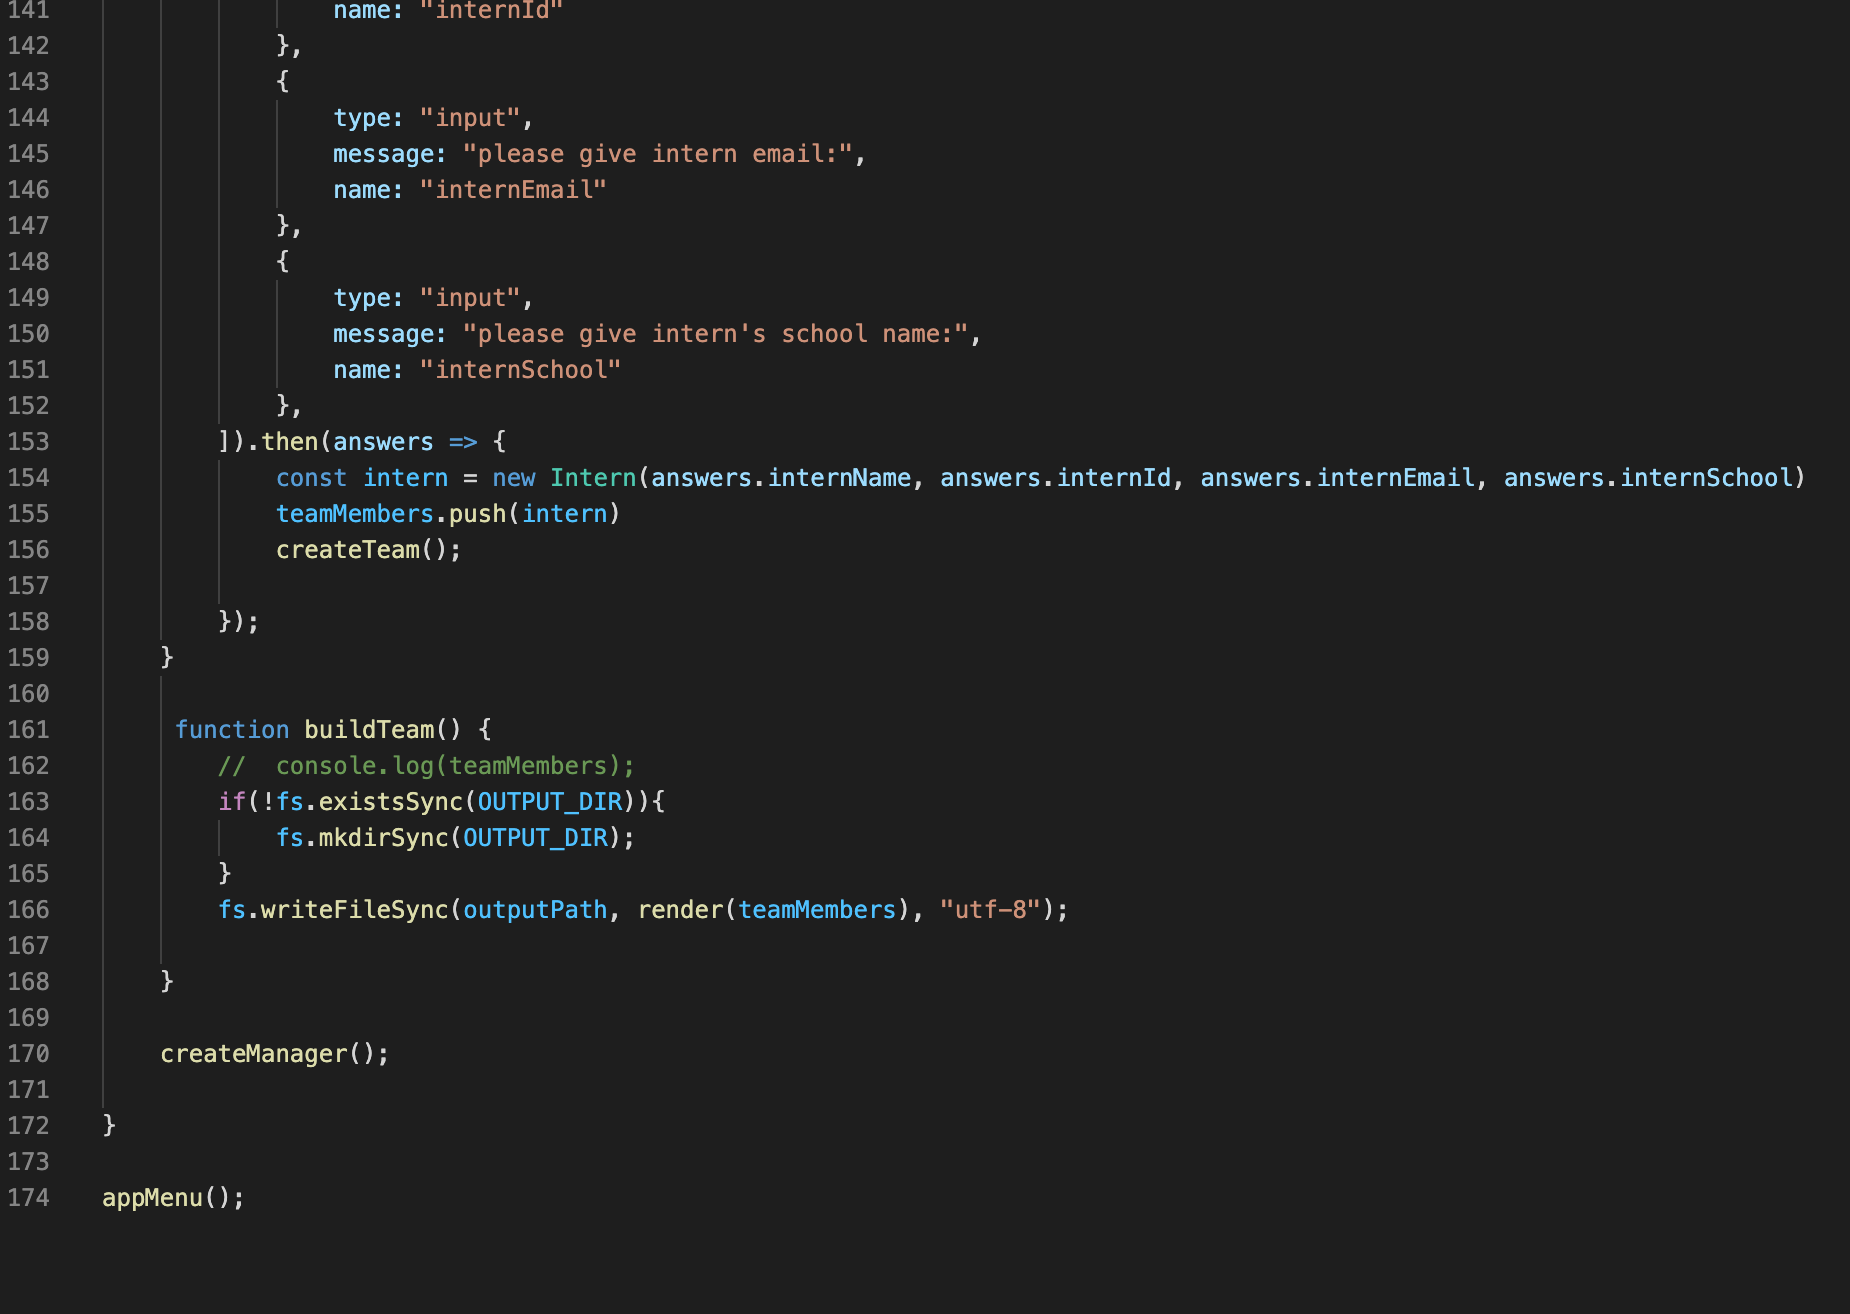 141                 name: "internId"
142             },
143             {
144                 type: "input",
145                 message: "please give intern email:",
146                 name: "internEmail"
147             },
148             {
149                 type: "input",
150                 message: "please give intern's school name:",
151                 name: "internSchool"
152             },
153         ]).then(answers => {
154             const intern = new Intern(answers.internName, answers.internId, answers.internEmail, answers.internSchool)
155             teamMembers.push(intern)
156             createTeam();
157
158         });
159     }
160
161      function buildTeam() {
162         //  console.log(teamMembers);
163         if(!fs.existsSync(OUTPUT_DIR)){
164             fs.mkdirSync(OUTPUT_DIR);
165         }
166         fs.writeFileSync(outputPath, render(teamMembers), "utf-8");
167
168     }
169
170     createManager();
171
172 }
173
174 appMenu();